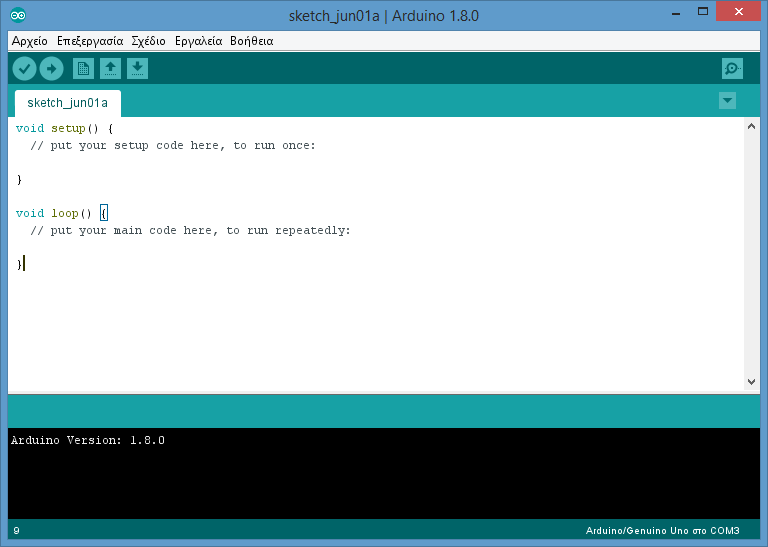 sketch_jun01a | Arduino 1.8.0
Αρχείο Επεξεργασία Σχέδιο Εργαλεία Βοήθεια
sketch_jun01a
void setup() {
  // put your setup code here, to run once:
}
void loop() {
  // put your main code here, to run repeatedly:
}
Arduino Version: 1.8.0
9 Arduino/Genuino Uno στο COM3